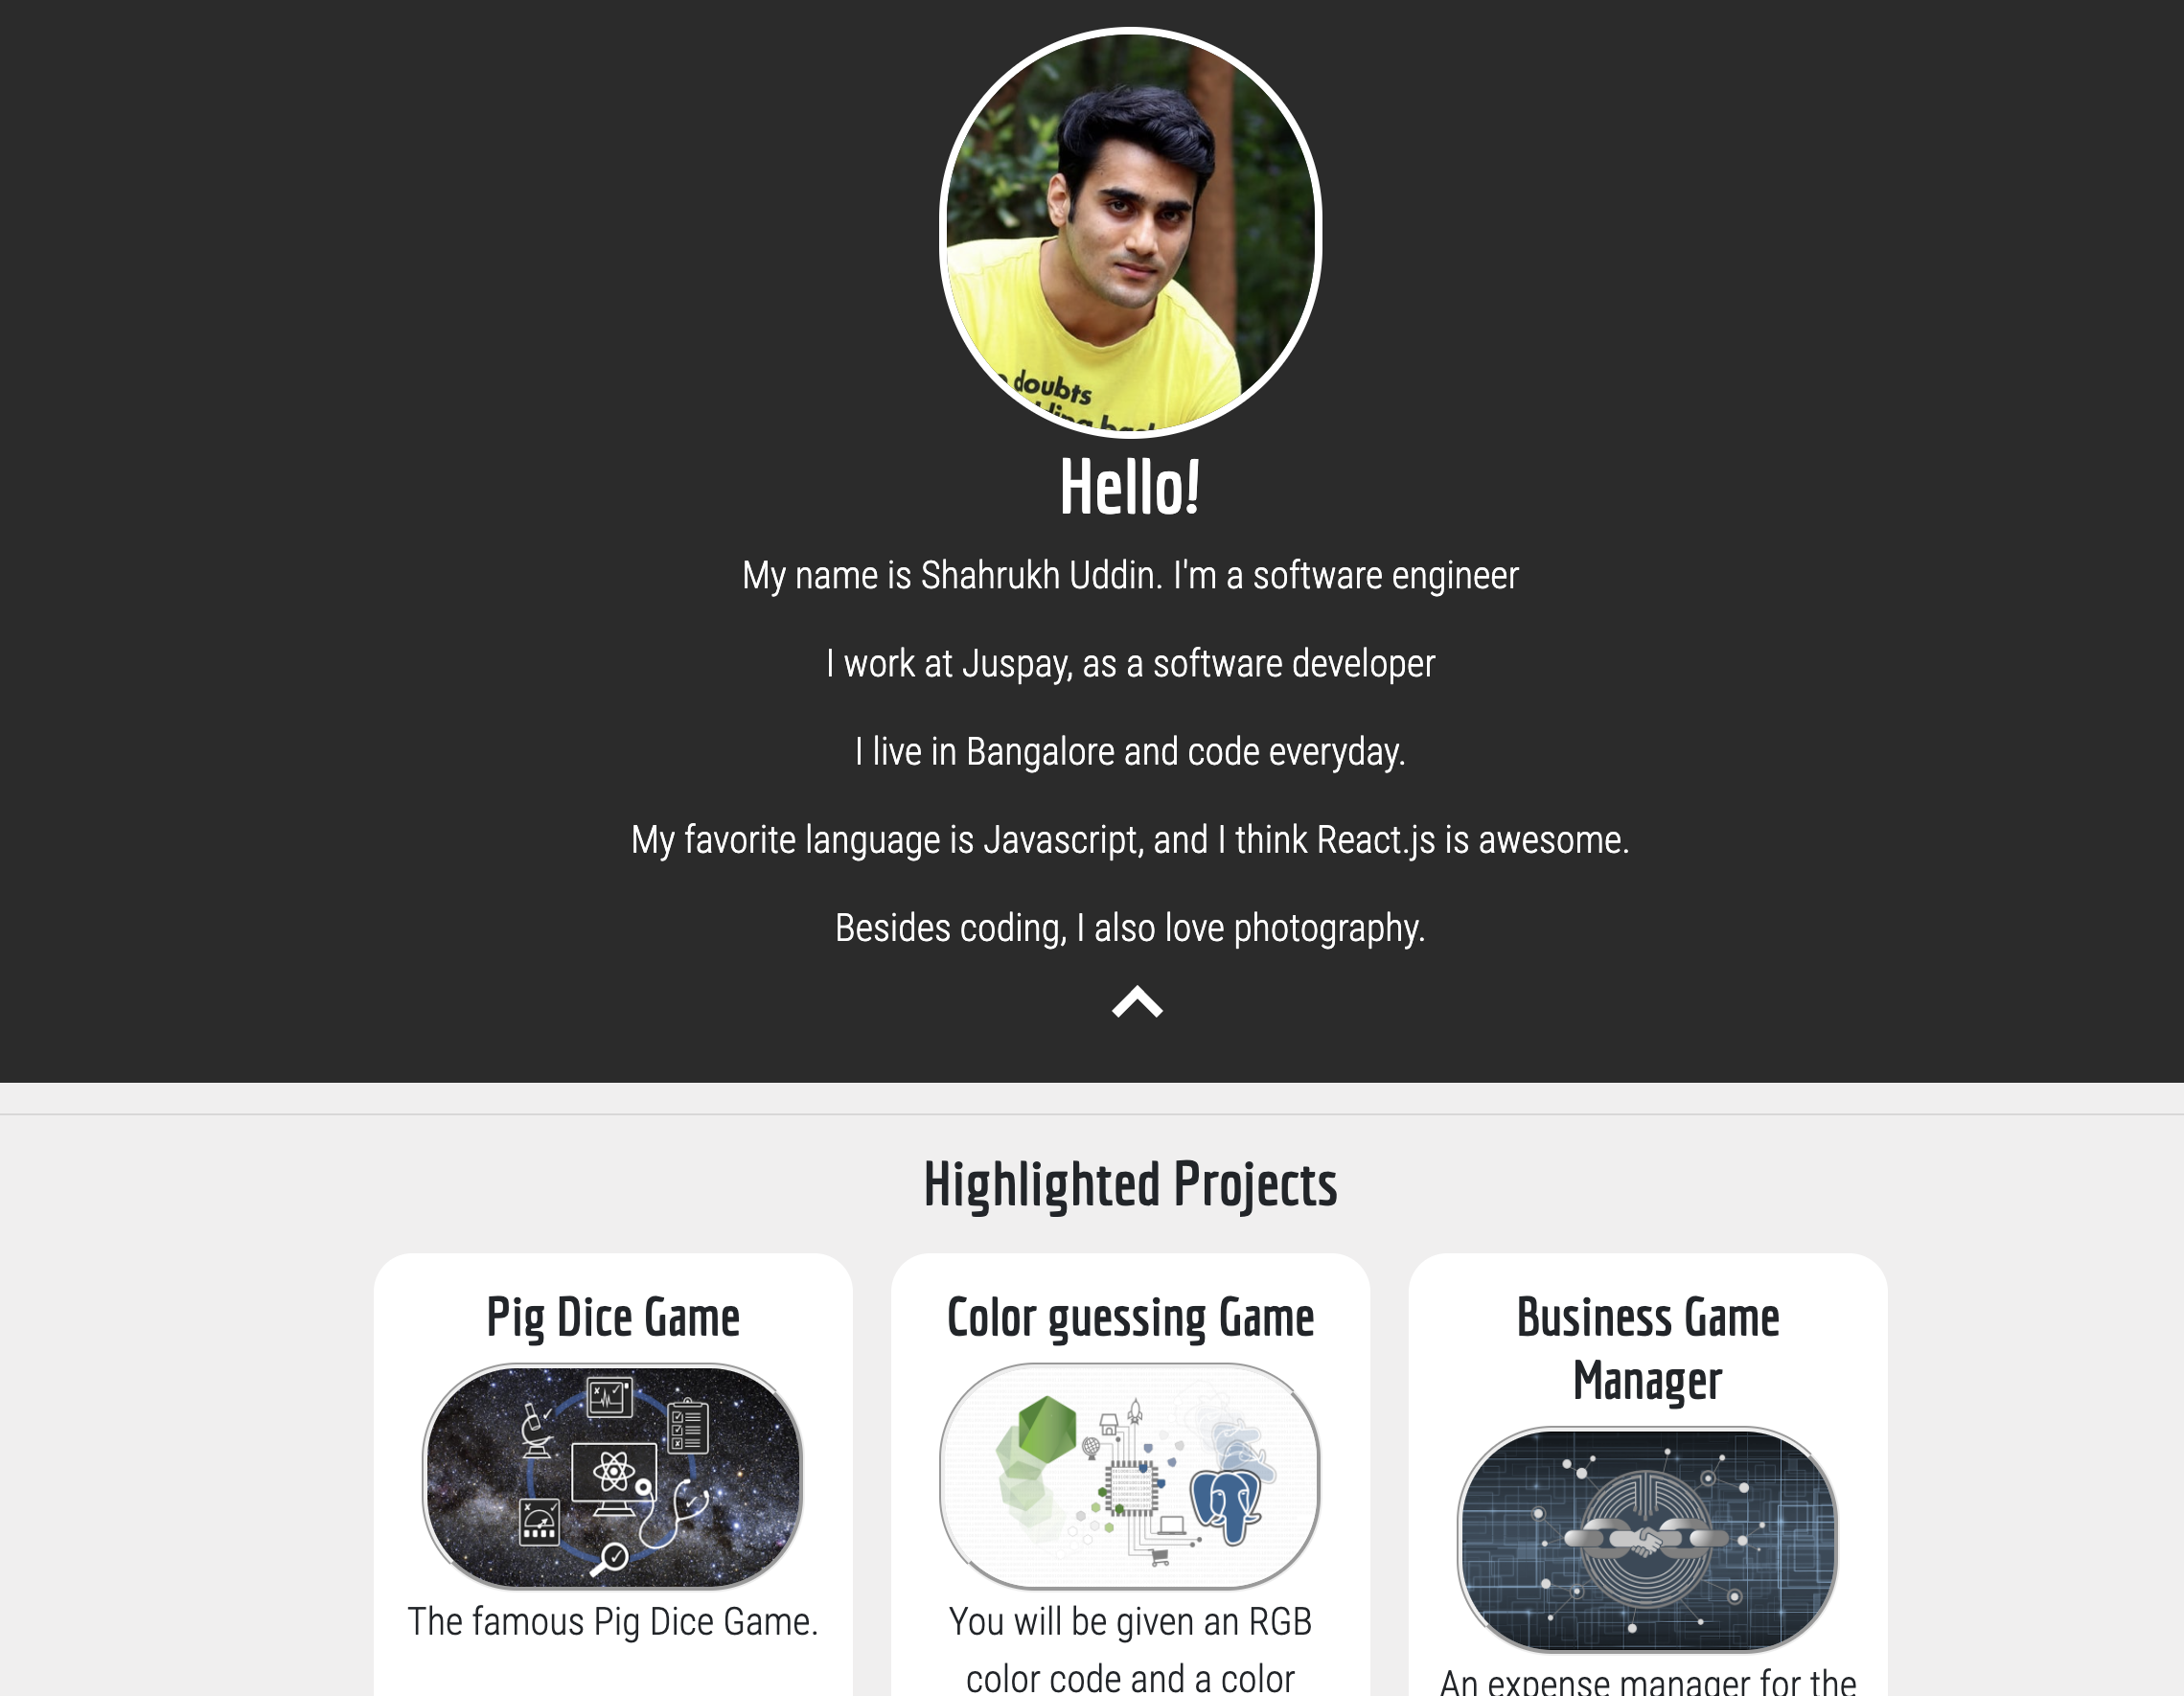 doubts
Hello!
My name is Shahrukh Uddin. I'm a software engineer
I work at Juspay, as a software developer
I live in Bangalore and code everyday.
My favorite language is Javascript, and I think React.js is awesome.
Besides coding, I also love photography.
Highlighted Projects
Pig Dice Game
The famous Pig Dice Game.
Color guessing Game
You will be given an RGB
color code and a color
Business Game
Manager
An expense manager for the